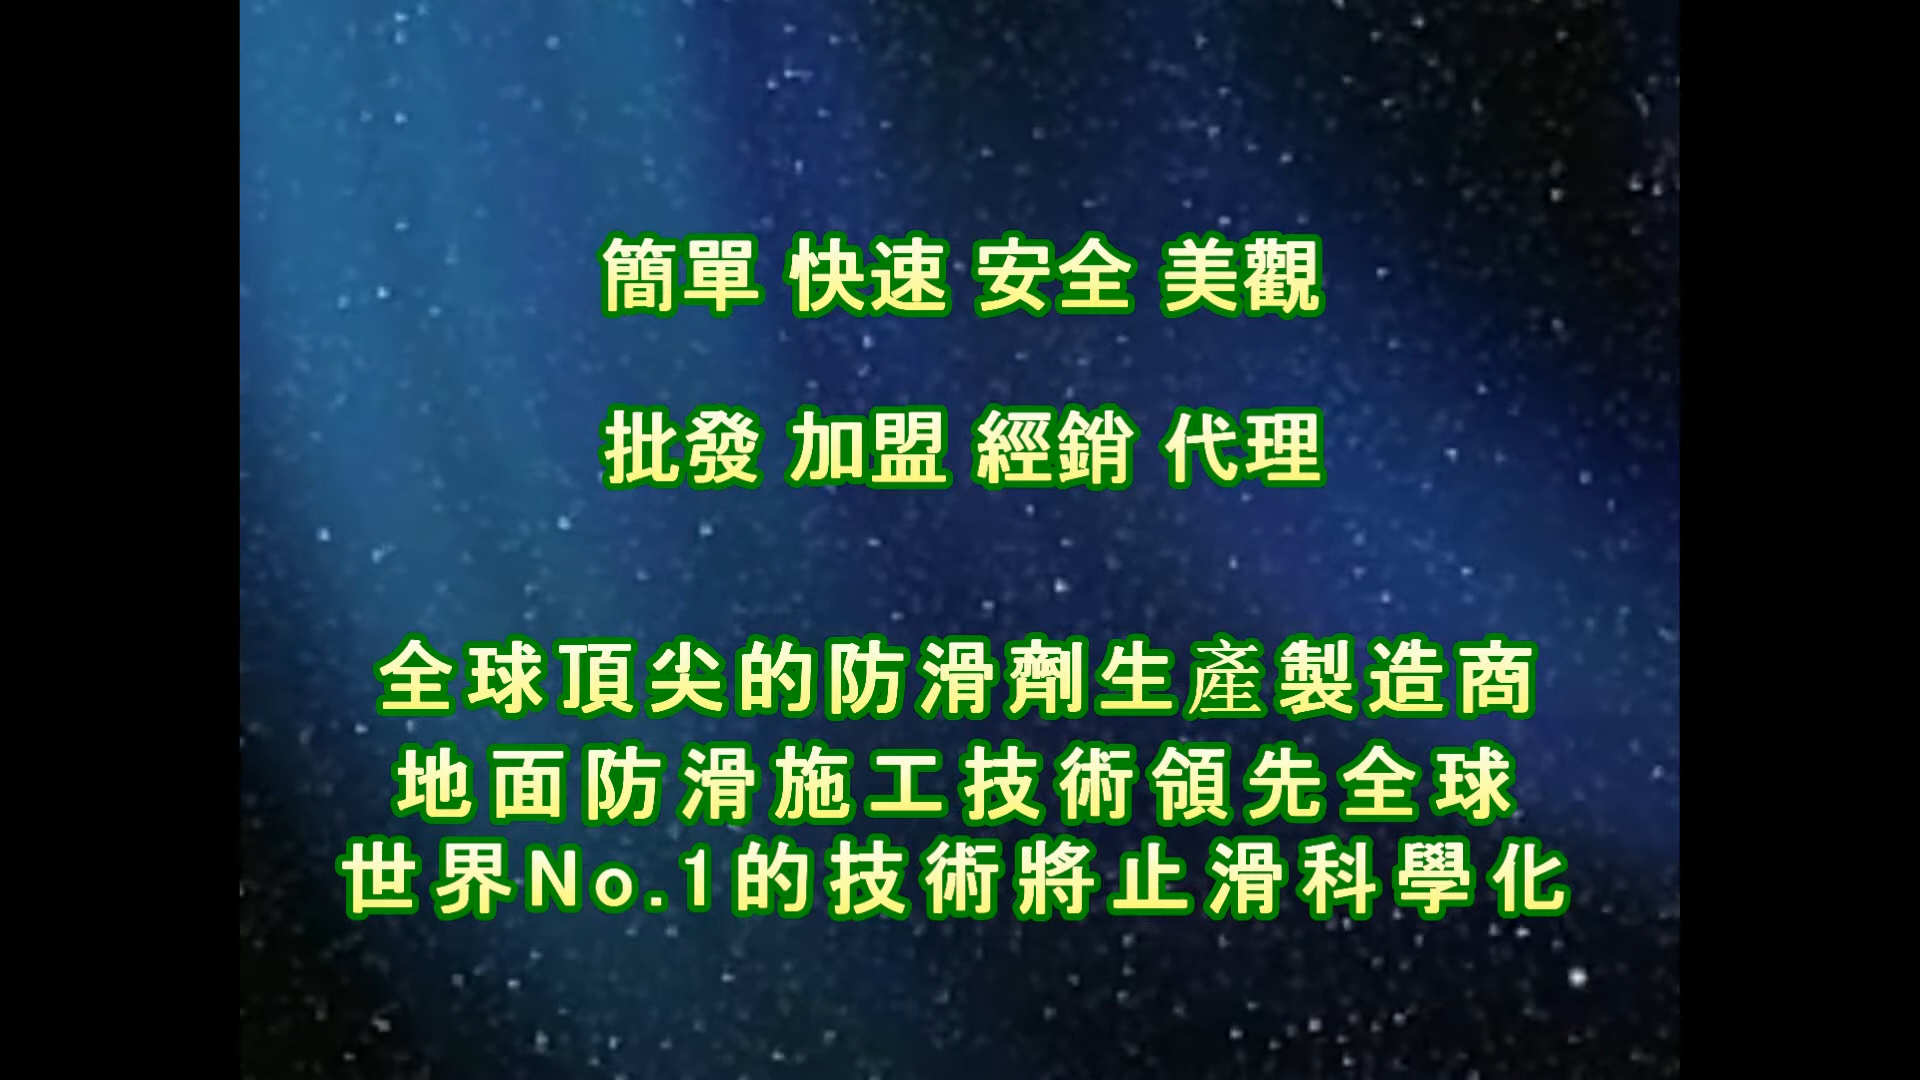 簡單 快速 安全 美觀
批發 加盟 經銷 代理
全球頂尖的防滑劑生產製造商
地面防滑施工技術領先全球
世界No.1的技術將止滑科學化